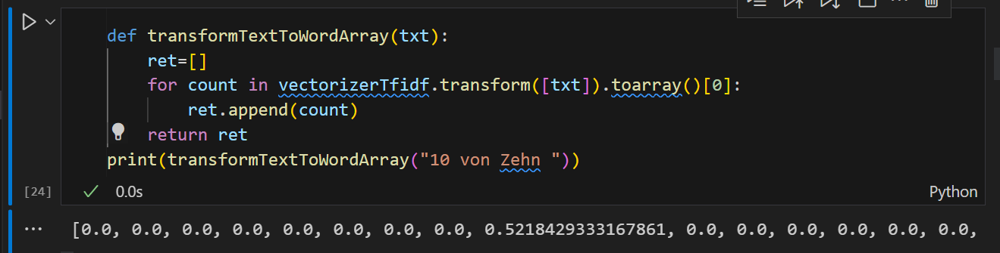 def transformTextToWordArray(txt):
    ret=[]
    for count in vectorizerTfidf.transform([txt]).toarray()[0]:
        ret.append(count)
    return ret
print(transformTextToWordArray("10 von Zehn "))
[24]
0.0s
Python
[0.0, 0.0, 0.0, 0.0, 0.0, 0.0, 0.0, 0.0, 0.5218429333167861, 0.0, 0.0, 0.0, 0.0, 0.0, 0.0,